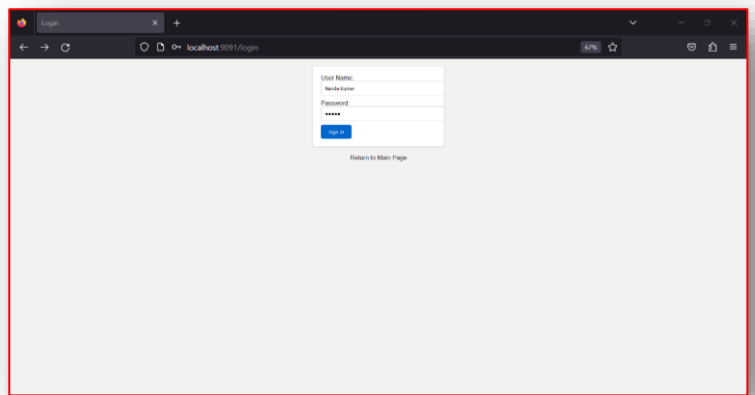 Login
localhost:9091/login
67%
User Name:
Nanda Kumar
Password:
Sign In
Return to Main Page